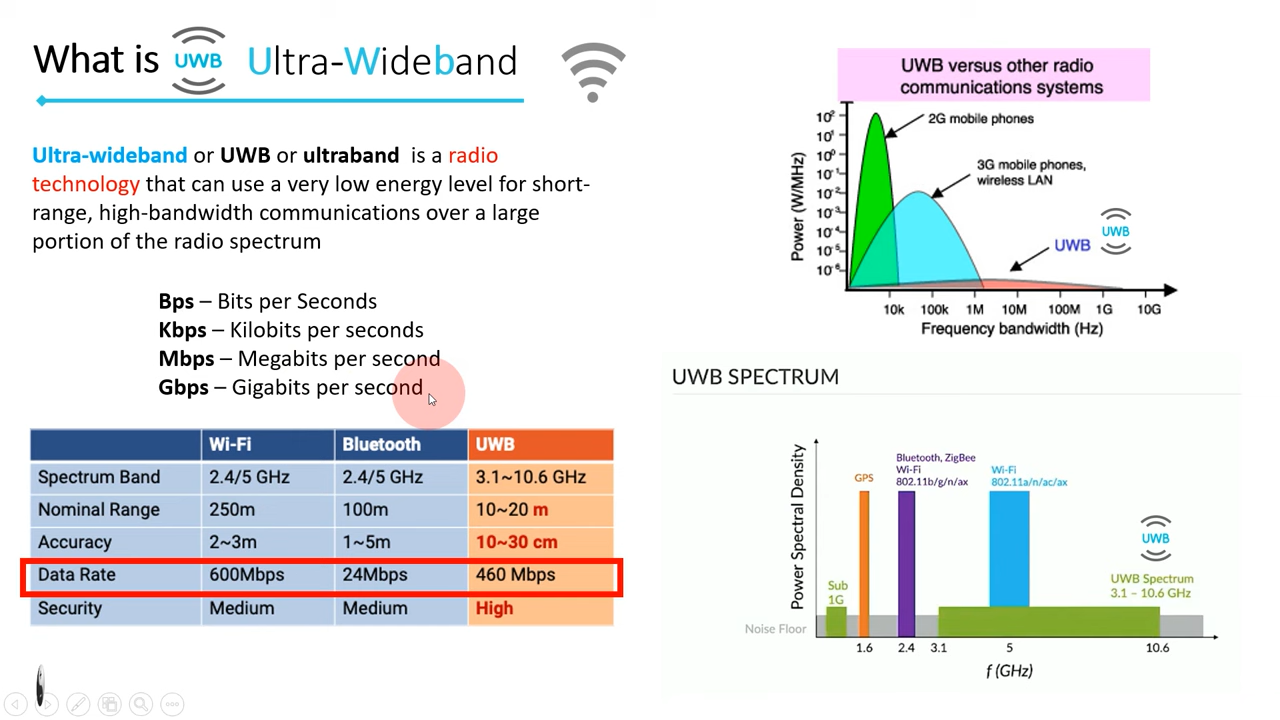 What is UWB Ultra-Wideband
Ultra-wideband or UWB or ultraband is a radio
technology that can use a very low energy level for short-
range, high-bandwidth communications over a large
portion of the radio spectrum
Bps – Bits per Seconds
Kbps – Kilobits per seconds
Mbps – Megabits per second
Gbps – Gigabits per second
Wi-Fi Bluetooth UWB
Spectrum Band 2.4/5 GHz 2.4/5 GHz 3.1~10.6 GHz
Nominal Range 250m 100m 10~20 m
Accuracy 2~3m 1~5m 10~30 cm
Data Rate 600Mbps 24Mbps 460 Mbps
Security Medium Medium High
UWB versus other radio
communications systems
Power (W/MHz)
10²
10¹
10⁰
10⁻¹
10⁻²
10⁻³
10⁻⁴
10⁻⁵
10⁻⁶
2G mobile phones
3G mobile phones,
wireless LAN
UWB UWB
10k 100k 1M 10M 100M 1G 10G
Frequency bandwidth (Hz)
UWB SPECTRUM
Power Spectral Density
Noise Floor
Sub
1G
GPS
Bluetooth, ZigBee
Wi-Fi
802.11b/g/n/ax
Wi-Fi
802.11a/n/ac/ax
UWB
UWB Spectrum
3.1 – 10.6 GHz
1.6 2.4 3.1 5 10.6
f (GHz)